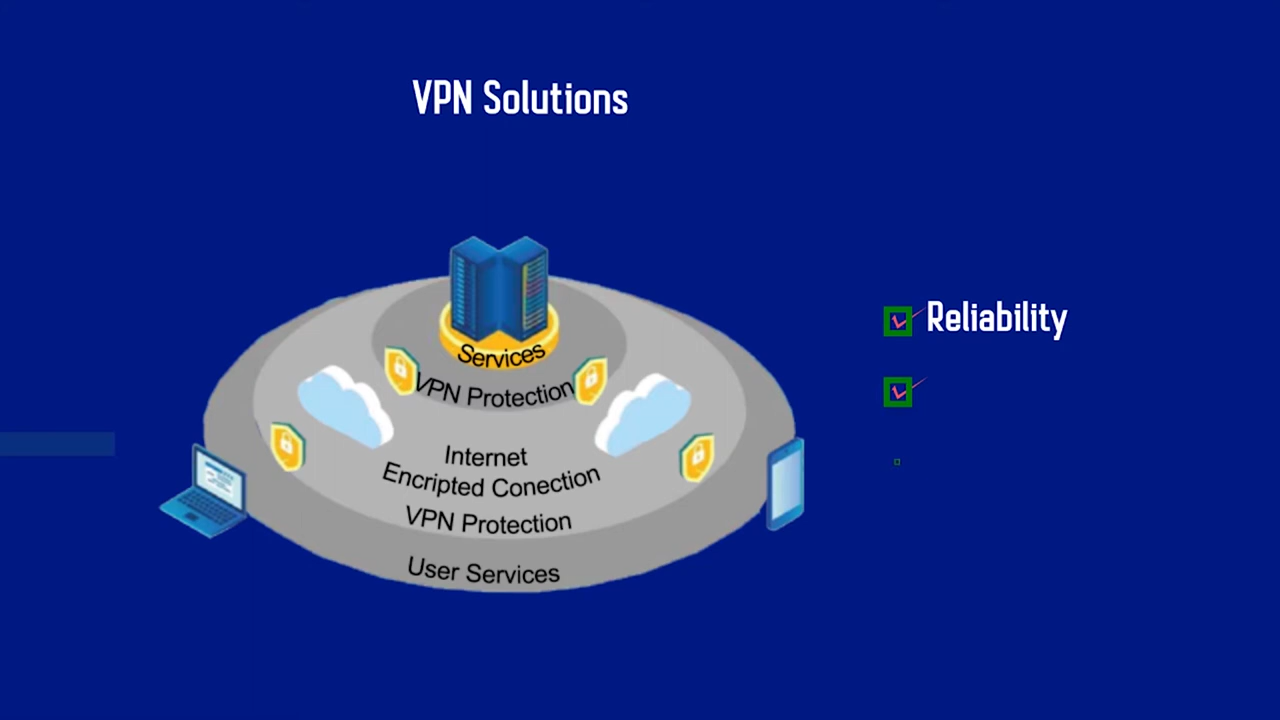 VPN Solutions
Services
VPN Protection
Internet
Encripted Conection
VPN Protection
User Services
Reliability